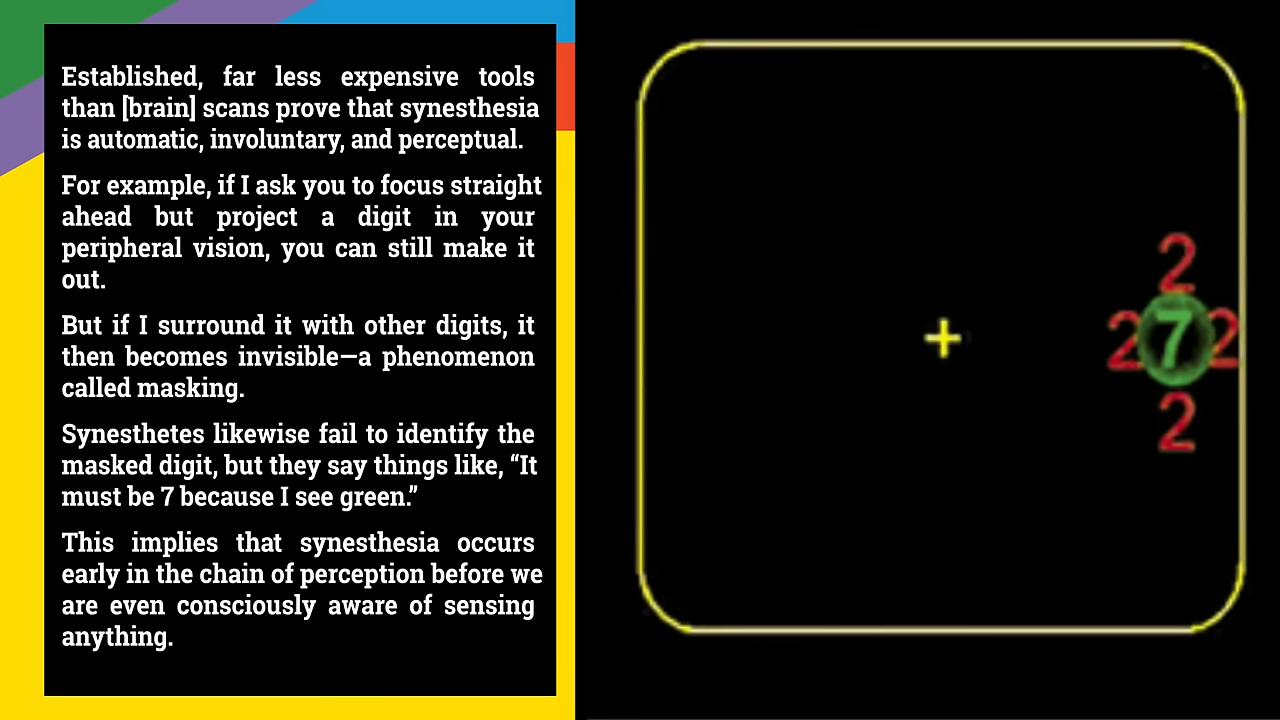 Established, far less expensive tools
than [brain] scans prove that synesthesia
is automatic, involuntary, and perceptual.
For example, if I ask you to focus straight
ahead but project a digit in your
peripheral vision, you can still make it
out.
But if I surround it with other digits, it
then becomes invisible—a phenomenon
called masking.
Synesthetes likewise fail to identify the
masked digit, but they say things like, “It
must be 7 because I see green.”
This implies that synesthesia occurs
early in the chain of perception before we
are even consciously aware of sensing
anything.
2
+ 2 7 2
2